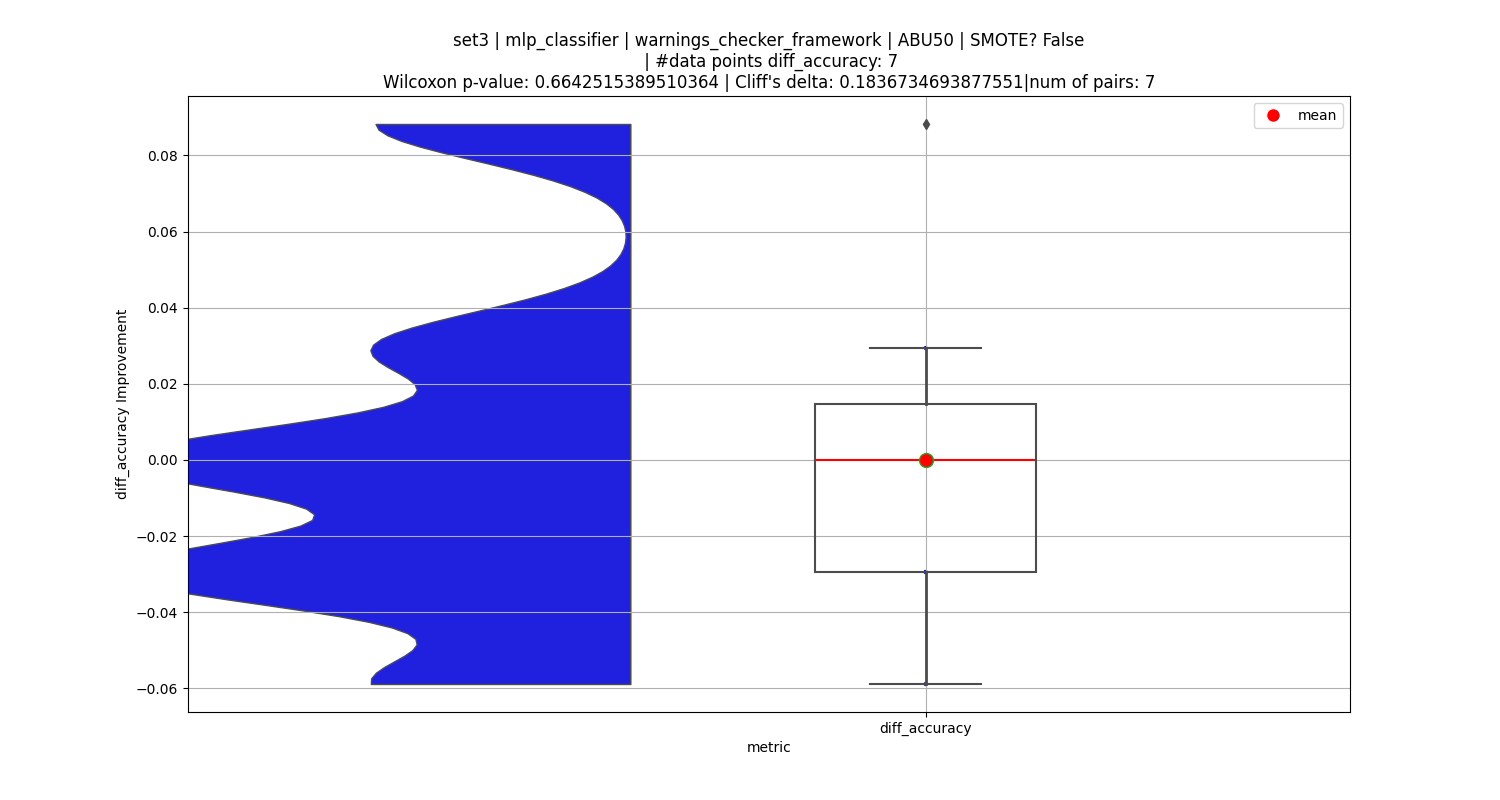 set3 | mlp_classifier | warnings_checker_framework | ABU50 | SMOTE? False
| #data points diff_accuracy: 7
Wilcoxon p-value: 0.6642515389510364 | Cliff's delta: 0.1836734693877551|num of pairs: 7
mean
0.08
0.06
0.04
0.02
0.00
−0.02
−0.04
−0.06
diff_accuracy Improvement
diff_accuracy
metric